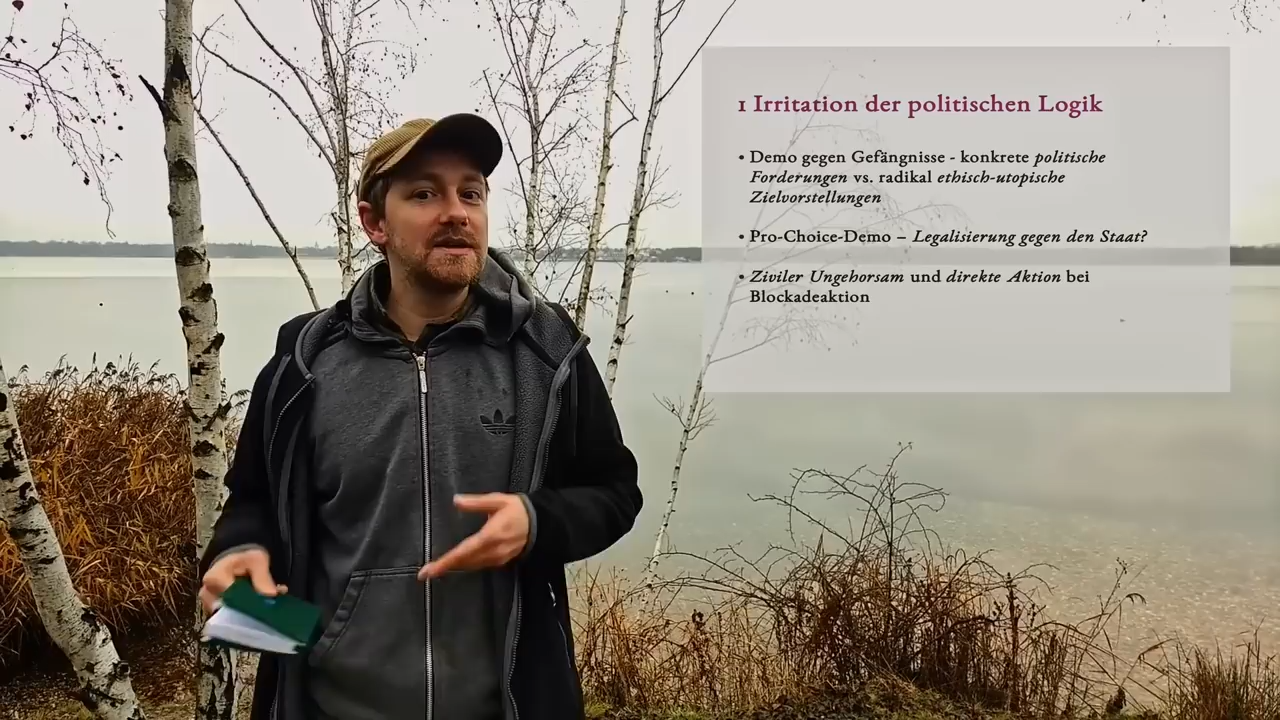 1 Irritation der politischen Logik
• Demo gegen Gefängnisse - konkrete politische
Forderungen vs. radikal ethisch-utopische
Zielvorstellungen
• Pro-Choice-Demo – Legalisierung gegen den Staat?
• Ziviler Ungehorsam und direkte Aktion bei
Blockadeaktion